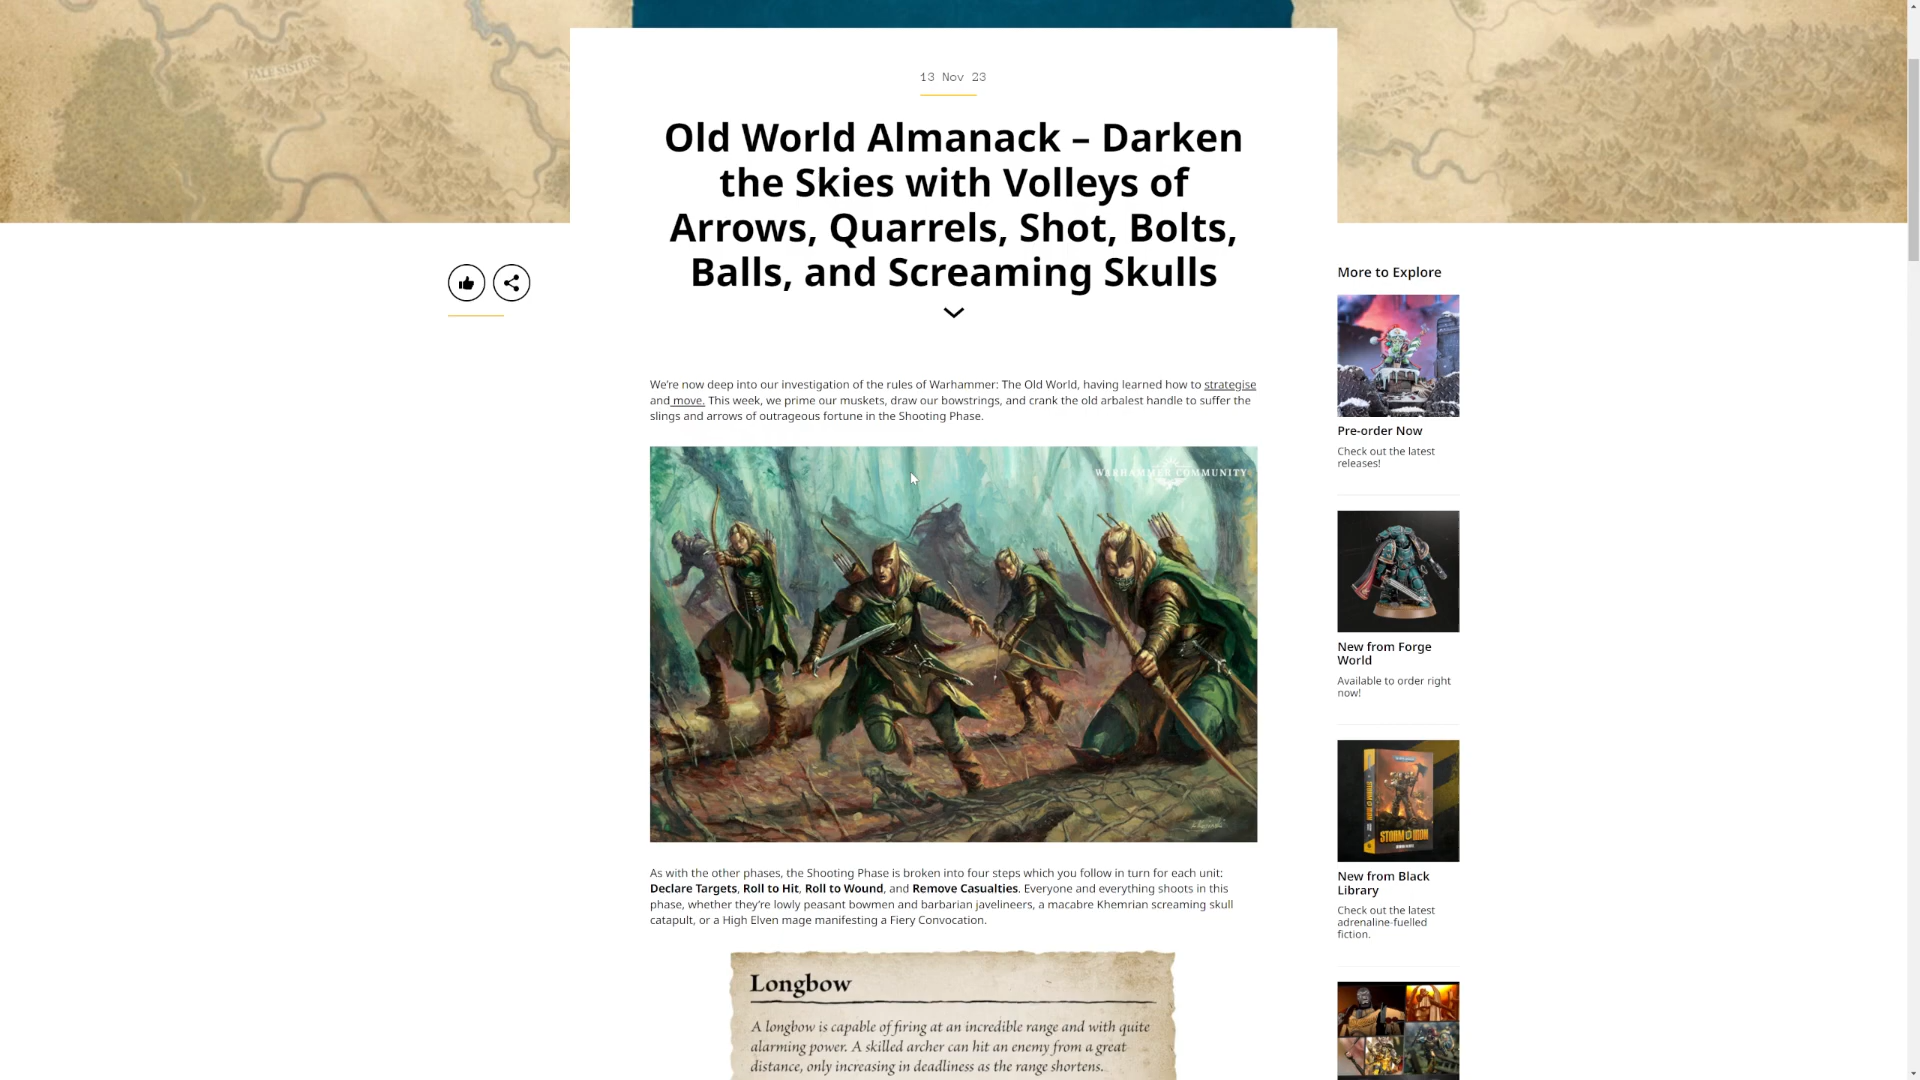 PALE SISTERS
13 Nov 23
Old World Almanack – Darken
the Skies with Volleys of
Arrows, Quarrels, Shot, Bolts,
Balls, and Screaming Skulls
We're now deep into our investigation of the rules of Warhammer: The Old World, having learned how to strategise
and move. This week, we prime our muskets, draw our bowstrings, and crank the old arbalest handle to suffer the
slings and arrows of outrageous fortune in the Shooting Phase.
WARHAMMER COMMUNITY
As with the other phases, the Shooting Phase is broken into four steps which you follow in turn for each unit:
Declare Targets, Roll to Hit, Roll to Wound, and Remove Casualties. Everyone and everything shoots in this
phase, whether they're lowly peasant bowmen and barbarian javelineers, a macabre Khemrian screaming skull
catapult, or a High Elven mage manifesting a Fiery Convocation.
Longbow
A longbow is capable of firing at an incredible range and with quite
alarming power. A skilled archer can hit an enemy from a great
distance, only increasing in deadliness as the range shortens.
More to Explore
Pre-order Now
Check out the latest
releases!
New from Forge
World
Available to order right
now!
STORM OF IRON
New from Black
Library
Check out the latest
adrenaline-fuelled
fiction.